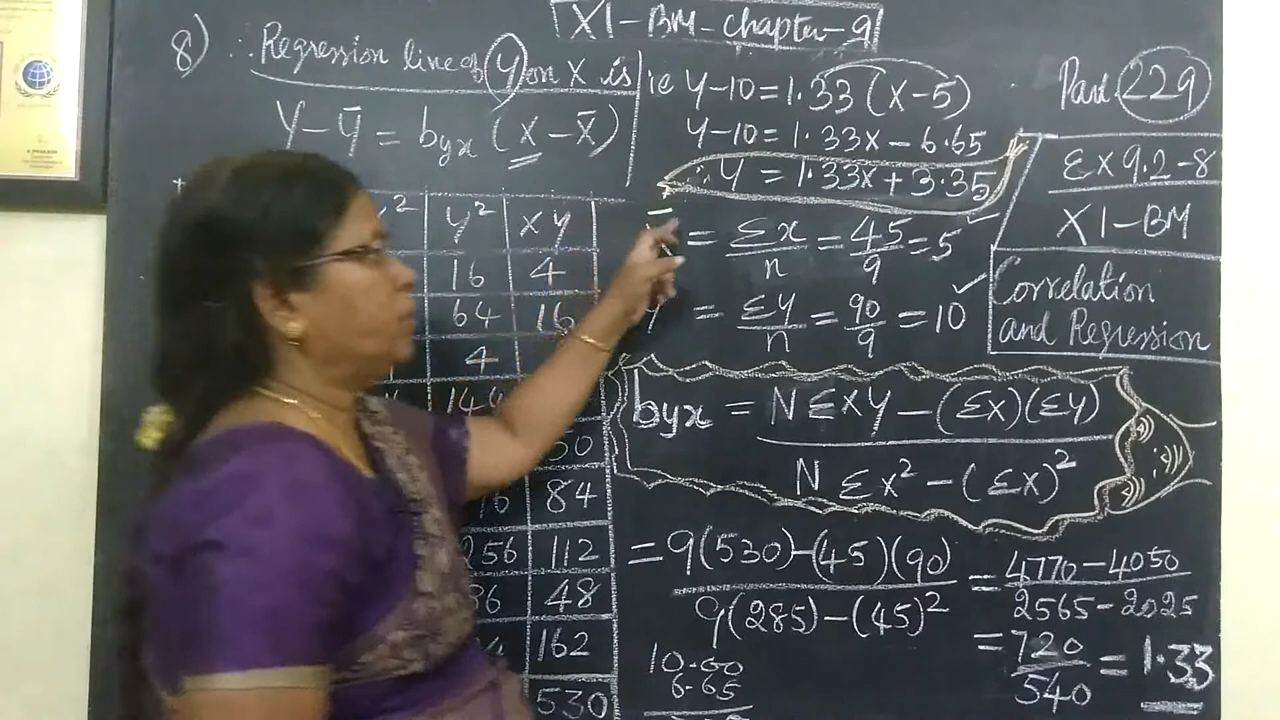 XI-BM-Chapter-9
8) ∴ Regression line of y on X is
Y-ȳ = byx (x-x̄)
ie Y-10=1.33(X-5)
Y-10=1.33x-6.65
∴ Y = 1.33x+3.35
Part. 229
Ex 9.2-8
XI-BM
Correlation
and Regression
= Σx/n = 45/9 = 5
= Σy/n = 90/9 = 10
x² y² xy
16 4
64 16
4
144
50
84
256 112
36 48
162
530
byx = NΣXY-(ΣX)(ΣY)
NΣx²-(Σx)²
= 9(530)-(45)(90) = 4770-4050
9(285)-(45)² 2565-2025
= 720/540 = 1.33
10.00
6.65